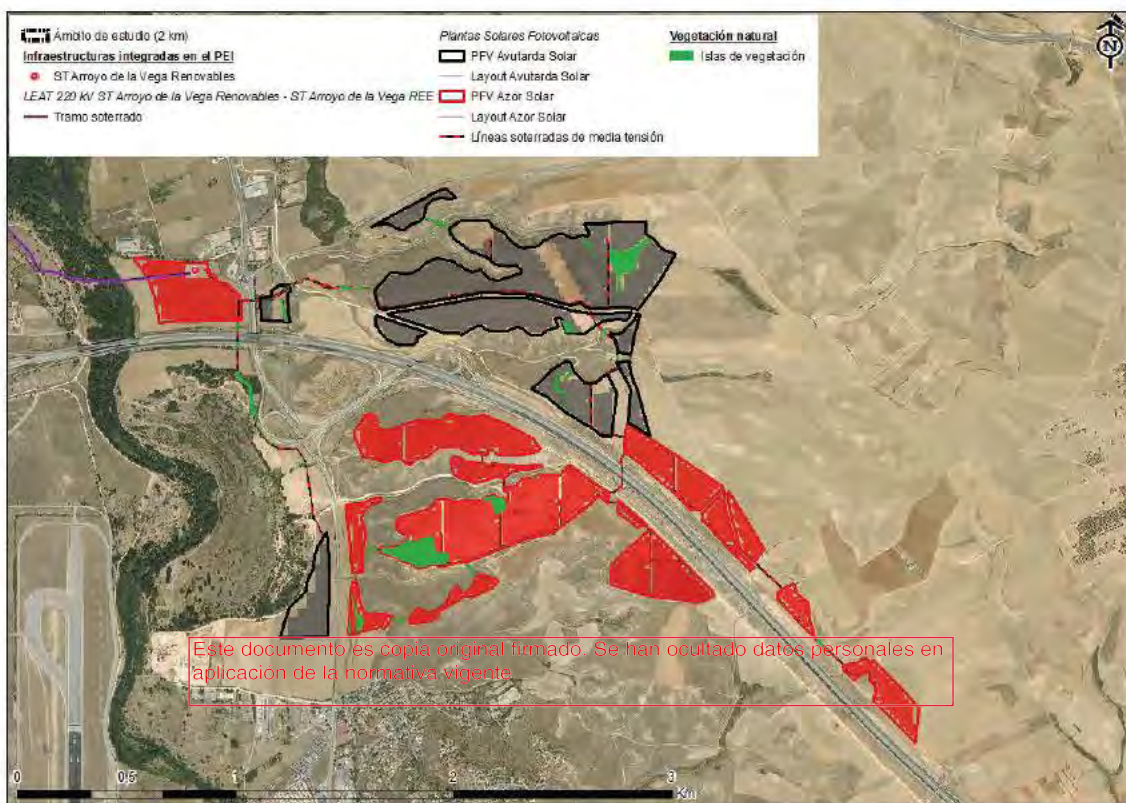 Ámbito de estudio (2 km)
Infraestructuras integradas en el PEI
ST Arroyo de la Vega Renovables
LEAT 220 kV ST Arroyo de la Vega Renovables - ST Arroyo de la Vega REE
Tramo soterrado
Plantas Solares Fotovoltaicas
PFV Avutarda Solar
Layout Avutarda Solar
PFV Azor Solar
Layout Azor Solar
Líneas soterradas de media tensión
Vegetación natural
Islas de vegetación
N
Este documento es copia original firmado. Se han ocultado datos personales en
aplicación de la normativa vigente
0 0,5 1 2 3
Km